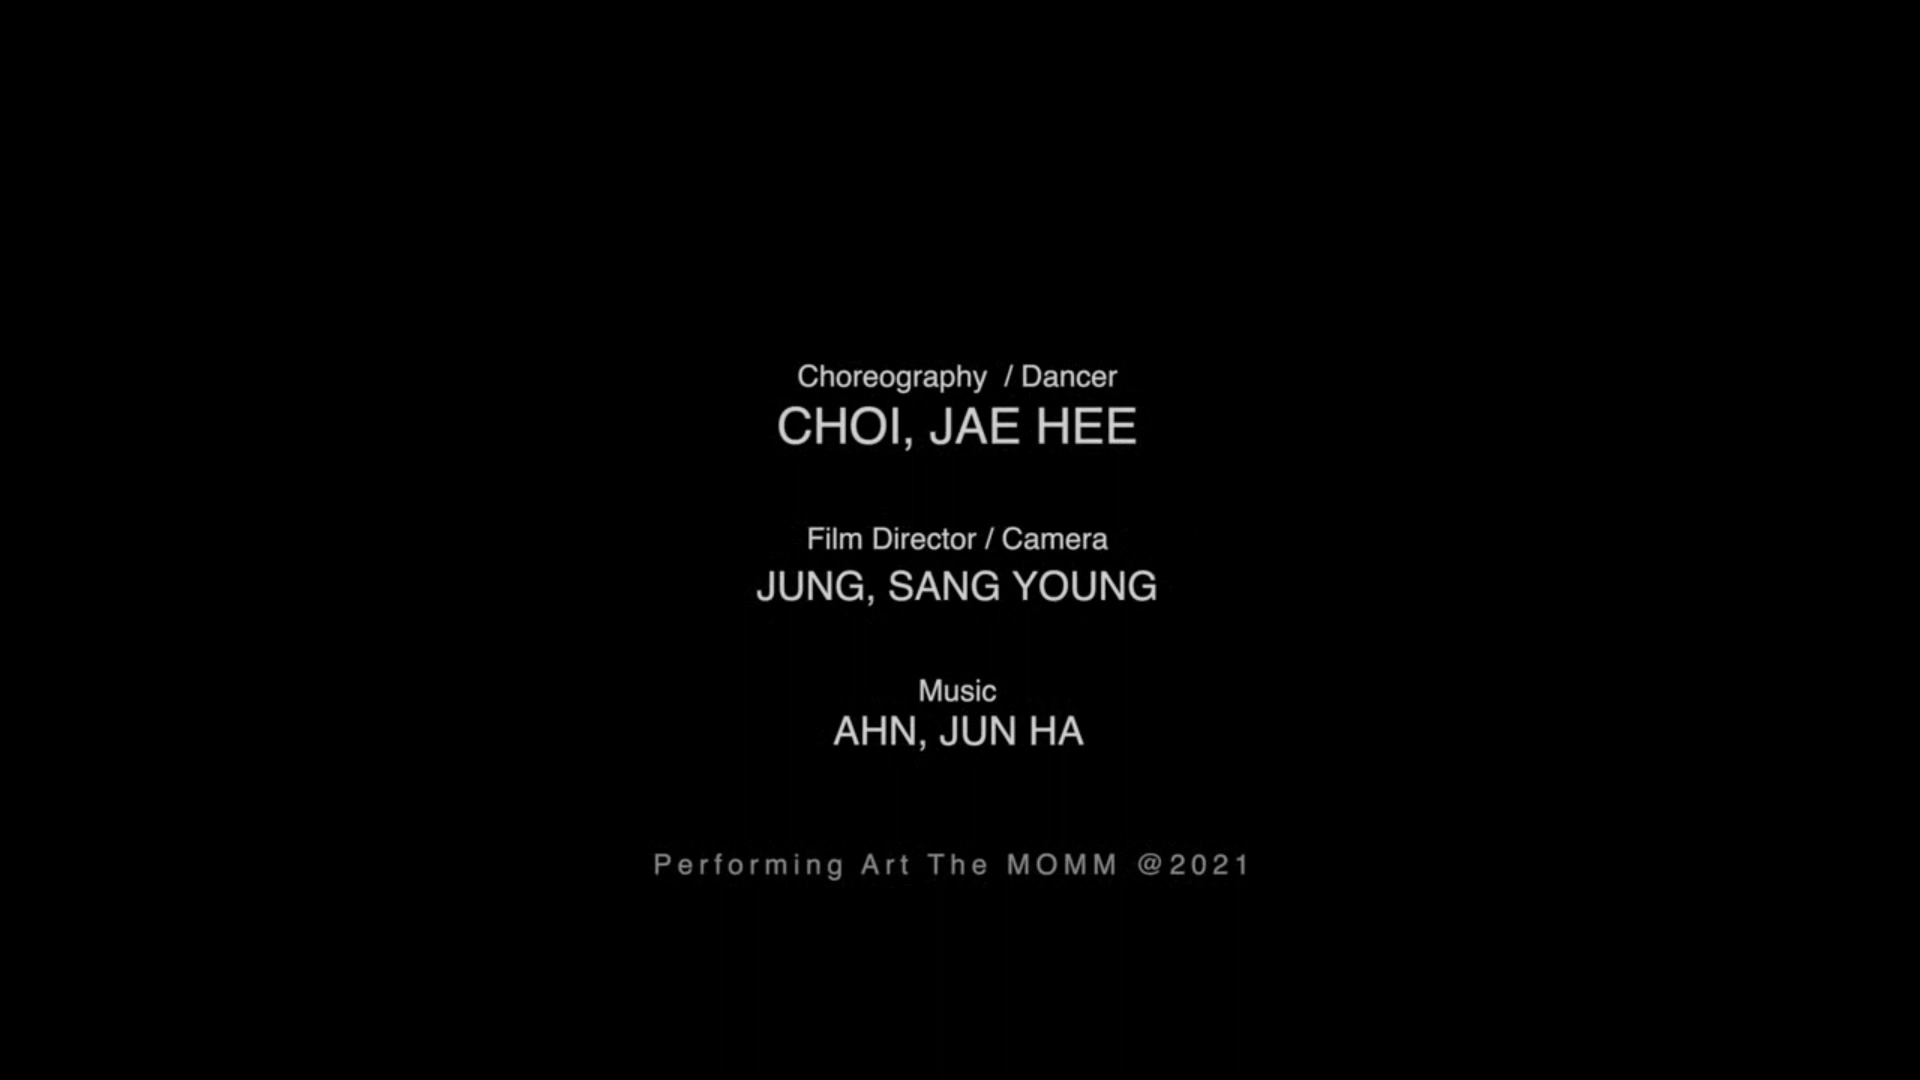 Choreography / Dancer
CHOI, JAE HEE
Film Director / Camera
JUNG, SANG YOUNG
Music
AHN, JUN HA
Performing Art The MOMM @2021